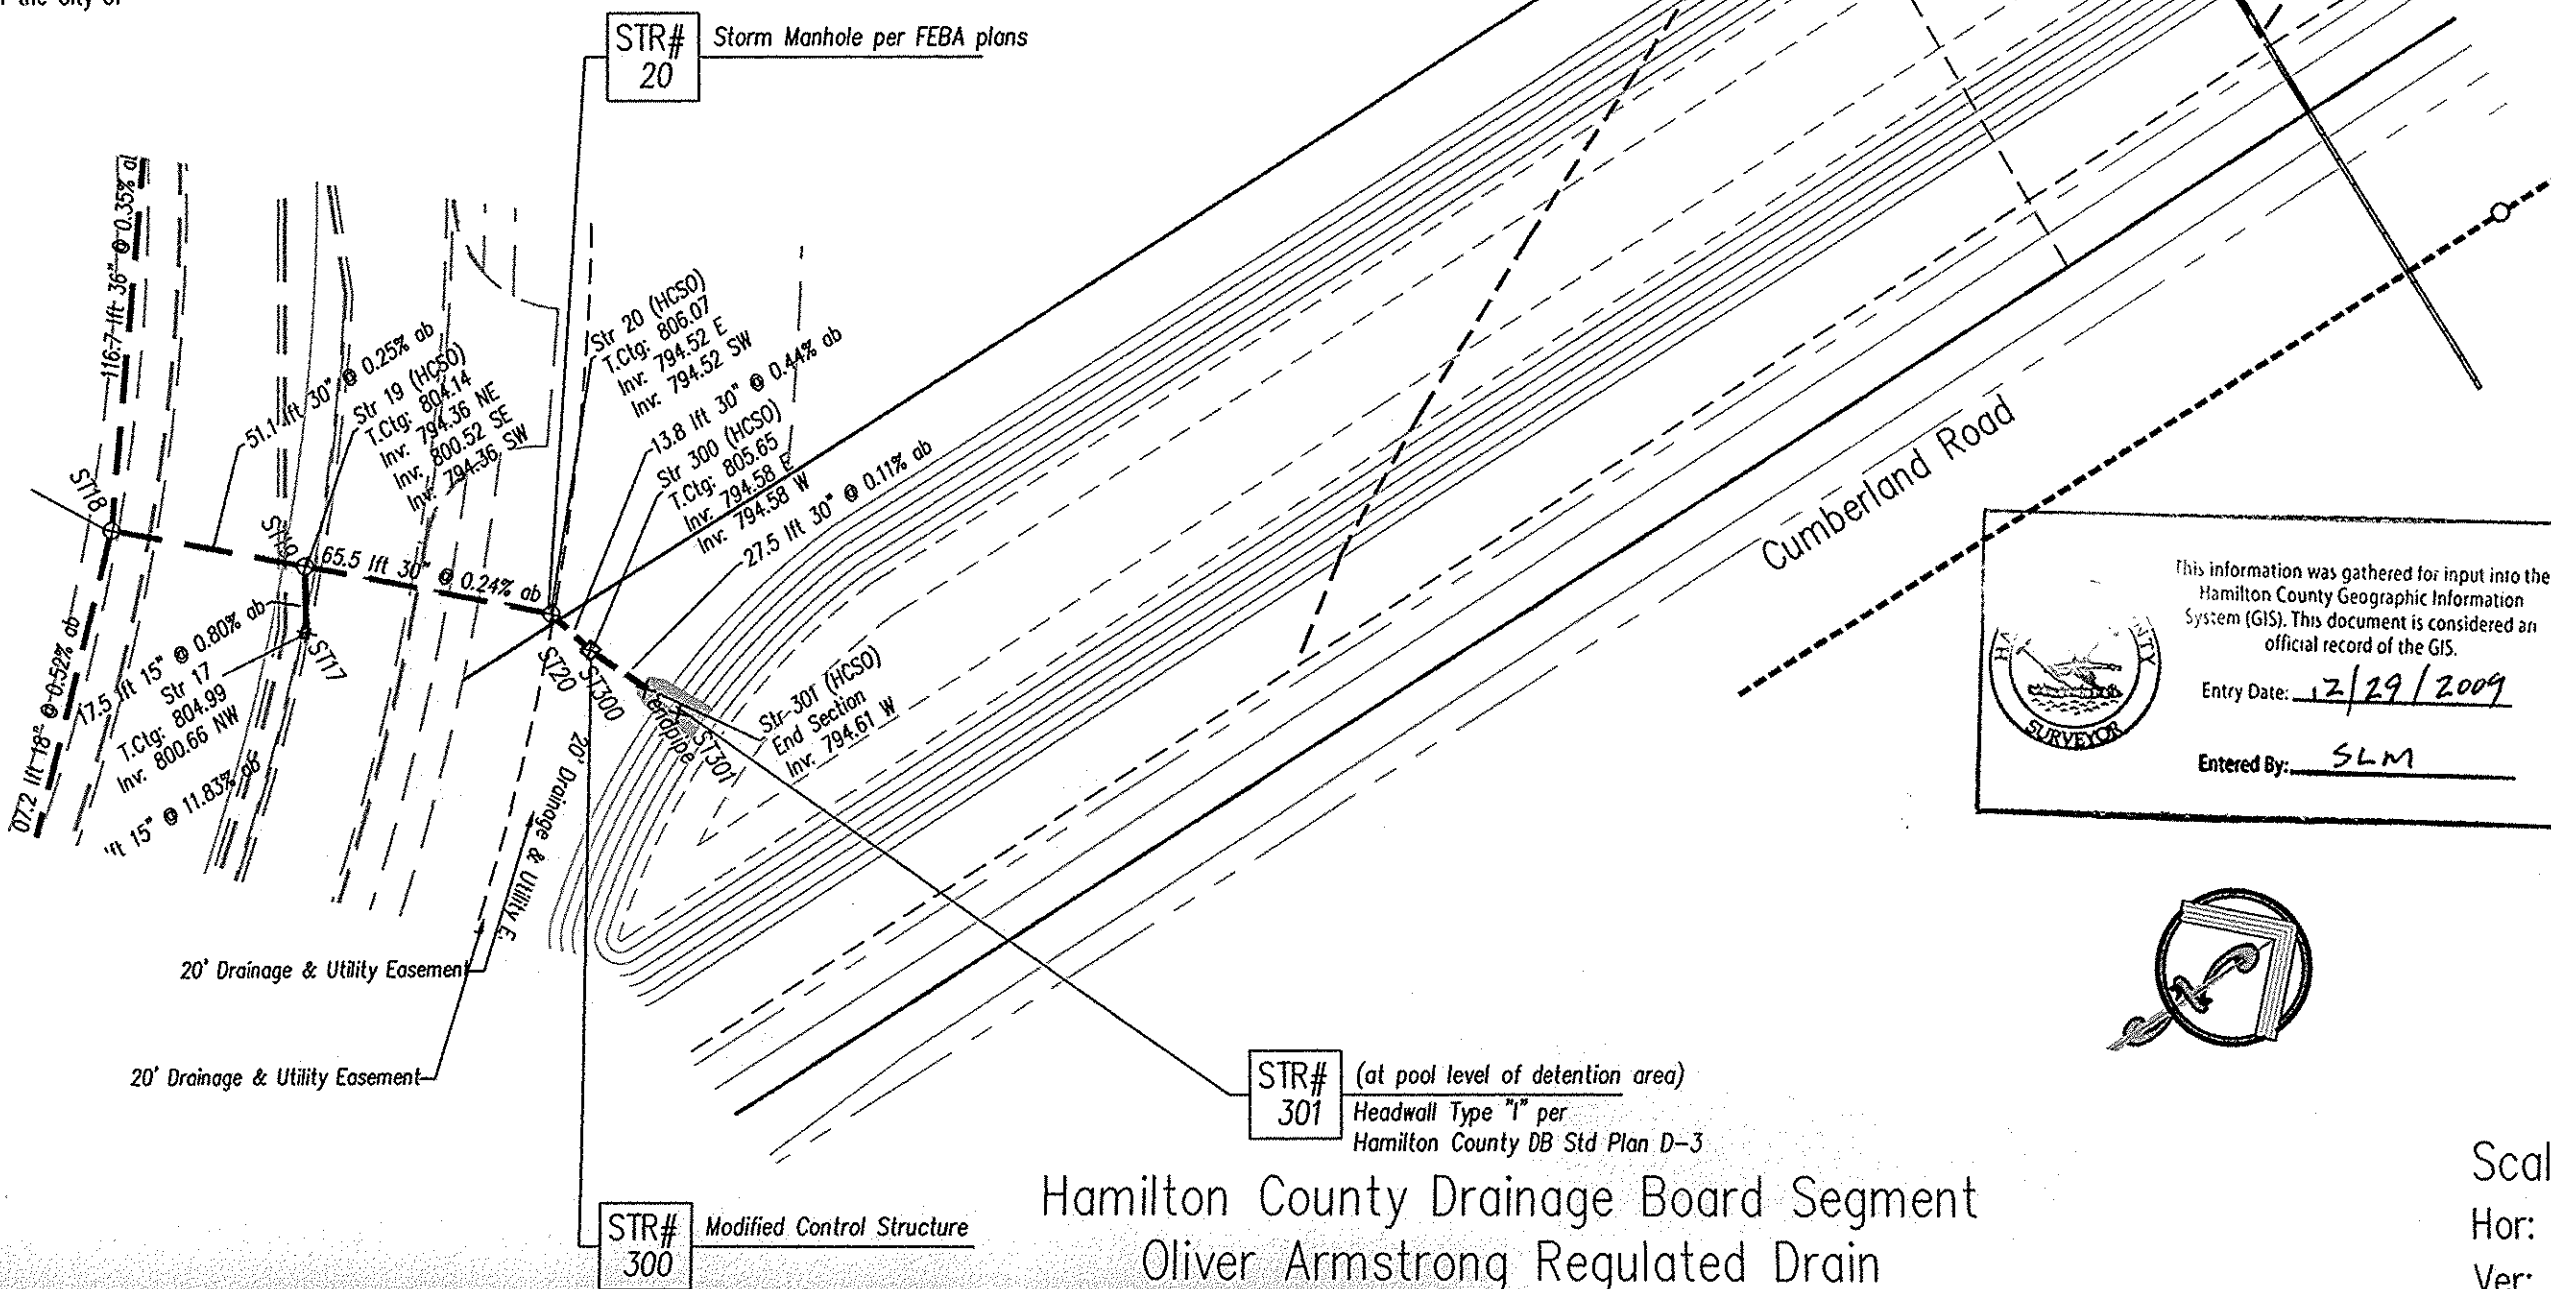 the city of
STR#
20
Storm Manhole per FEBA plans
116.7 lft 36" @ 0.35%
51.1 lft 30" @ 0.25% ab
Str 19 (HCSO)
T.Ctg: 804.14
Inv: 794.36 NE
Inv: 800.52 SE
Inv: 794.36 SW
Str 20 (HCSO)
T.Ctg: 806.07
Inv: 794.52 E
Inv: 794.52 SW
13.8 lft 30" @ 0.44% ab
Str 300 (HCSO)
T.Ctg: 805.65
Inv: 794.58 E
Inv: 794.58 W
27.5 lft 30" @ 0.11% ab
ST18
ST19
65.5 lft 30" @ 0.24% ab
ST17
17.5 lft 15" @ 0.80% ab
Str 17
T.Ctg: 804.99
Inv: 800.66 NW
07.2 lft 18" @ 0.52% ab
'ft 15" @ 11.83% ab
ST20
ST300
ST301
endpipe
Str 301 (HCSO)
End Section
Inv: 794.61 W
20' Drainage & Utility E.
20' Drainage & Utility Easement
20' Drainage & Utility Easement
Cumberland Road
This information was gathered for input into the
Hamilton County Geographic Information
System (GIS). This document is considered an
official record of the GIS.
Entry Date: 12/29/2009
Entered By: SLM
SURVEYOR
STR#
301
(at pool level of detention area)
Headwall Type "I" per
Hamilton County DB Std Plan D-3
STR#
300
Modified Control Structure
Hamilton County Drainage Board Segment
Oliver Armstrong Regulated Drain
Scal
Hor:
Ver: